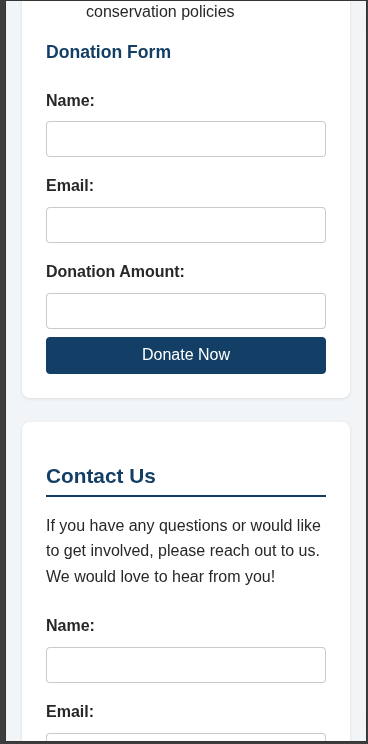 conservation policies
Donation Form
Name:
Email:
Donation Amount:
Donate Now
Contact Us
If you have any questions or would like
to get involved, please reach out to us.
We would love to hear from you!
Name:
Email: